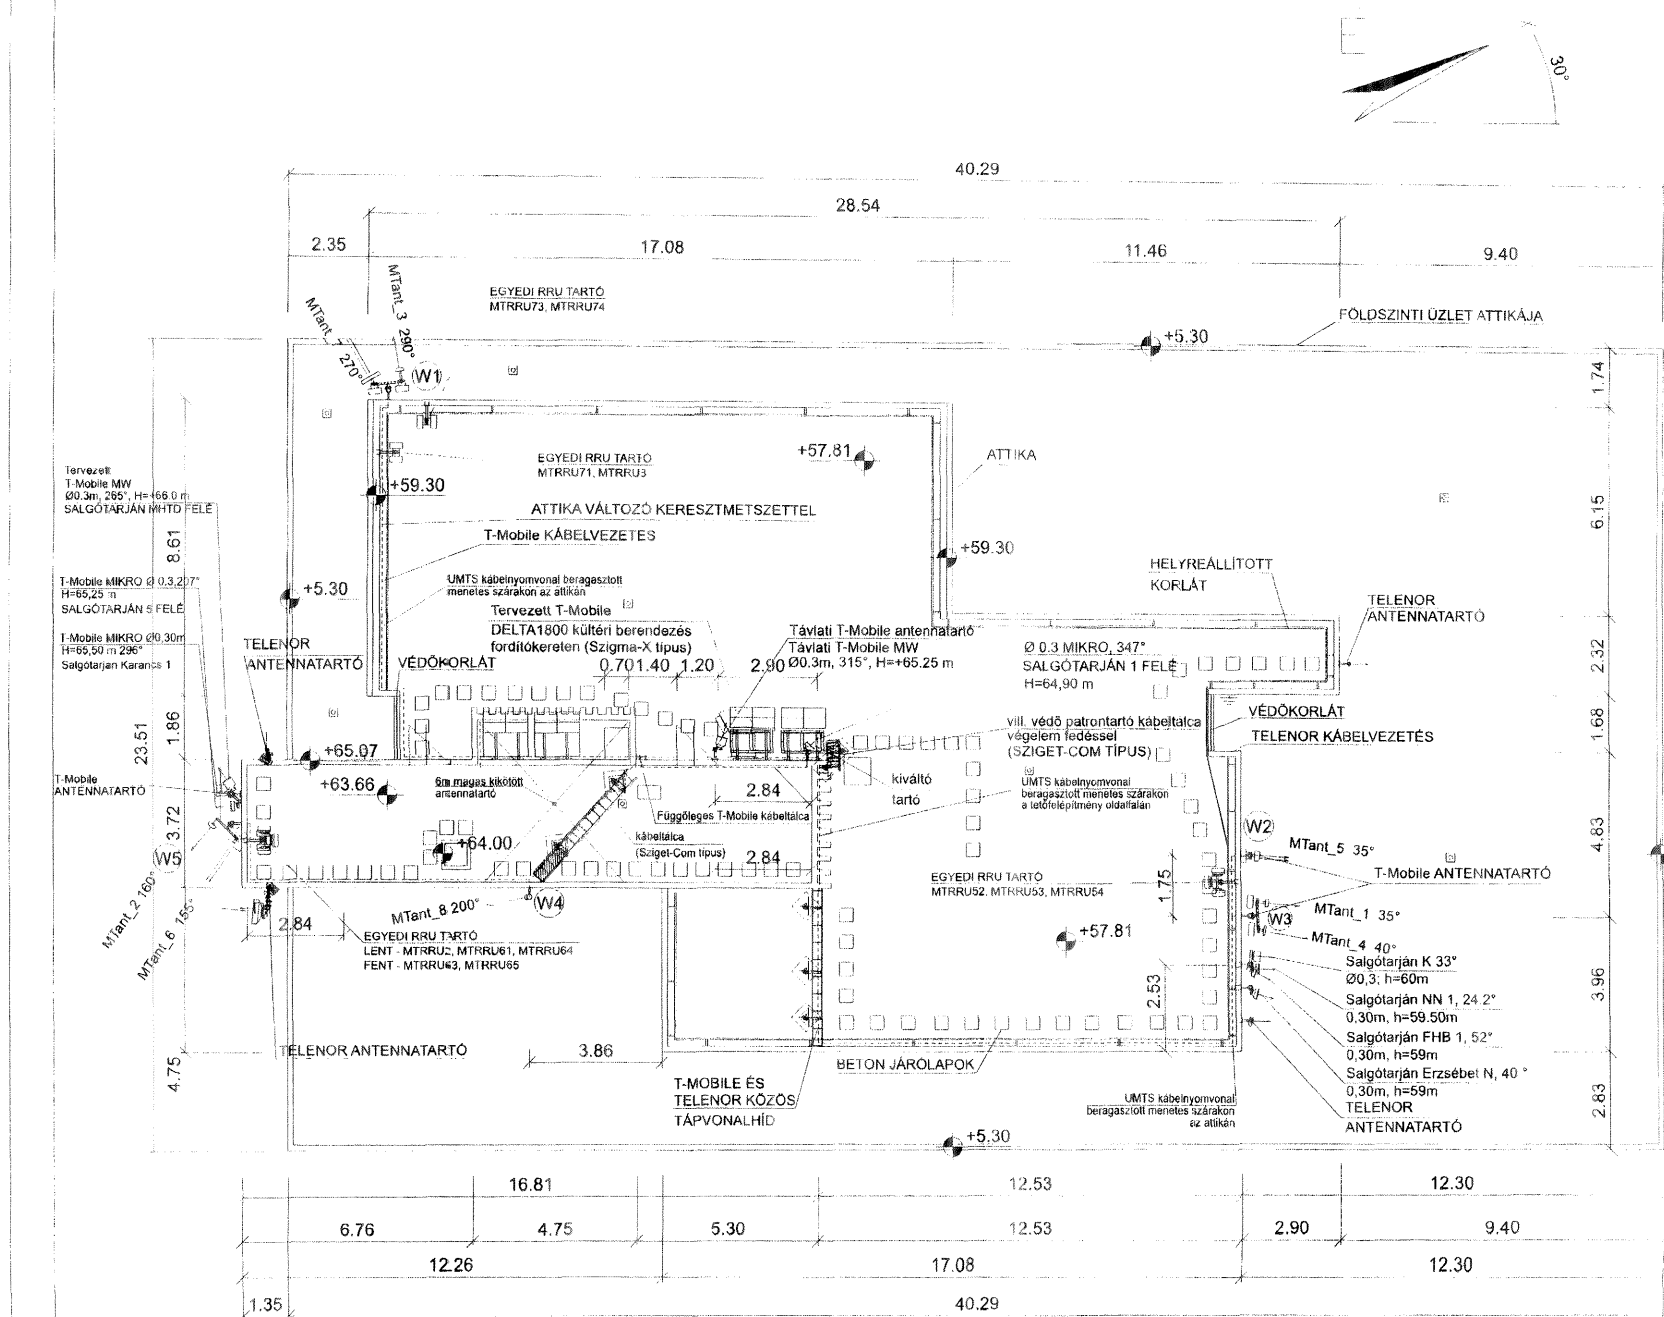 É
30°
40.29
28.54
2.35
17.08
11.46
9.40
MTant_3 290°
MTant_7 270°
W1
EGYEDI RRU TARTÓ
MTRRU73, MTRRU74
FÖLDSZINTI ÜZLET ATTIKÁJA
+5.30
1.74
+57.81
ATTIKA
EGYEDI RRU TARTÓ
MTRRU71, MTRRU3
+59.30
Tervezett
T-Mobile MW
Ø0.3m, 265°, H=+66.0 m
SALGÓTARJÁN MHTD FELÉ
ATTIKA VÁLTOZÓ KERESZTMETSZETTEL
6.15
T-Mobile KÁBELVEZETÉS
8.61
+59.30
HELYREÁLLÍTOTT
KORLÁT
T-Mobile MIKRO Ø 0.3,207°
H=65,25 m
SALGÓTARJÁN 5 FELÉ
+5.30
UMTS kábelnyomvonal beragasztott
menetes szárakon az attikán
Tervezett T-Mobile
DELTA1800 kültéri berendezés
fordítókereten (Szigma-X típus)
TELENOR
ANTENNATARTÓ
T-Mobile MIKRO Ø0,30m
H=65,50 m 296°
Salgótarján Karancs 1
TELENOR
ANTENNATARTÓ
VÉDŐKORLÁT
Távlati T-Mobile antennatartó
Távlati T-Mobile MW
Ø0.3m, 315°, H=+65.25 m
0.70
1.40
1.20
2.90
Ø 0.3 MIKRO, 347°
SALGÓTARJÁN 1 FELÉ
H=64,90 m
2.32
VÉDŐKORLÁT
TELENOR KÁBELVEZETÉS
1.68
23.51
1.86
vill. védő patrontartó kábeltálca
végelem fedéssel
(SZIGET-COM TÍPUS)
+65.07
T-Mobile
ANTENNATARTÓ
+63.66
6m magas kikötött
antennatartó
2.84
kiváltó
tartó
UMTS kábelnyomvonal
beragasztott menetes szárakon
a tetőfelépítmény oldalfalán
3.72
Függőleges T-Mobile kábeltálca
+64.00
kábeltálca
(Sziget-Com típus)
2.84
W2
4.83
MTant_5 35°
T-Mobile ANTENNATARTÓ
W5
EGYEDI RRU TARTÓ
MTRRU52. MTRRU53, MTRRU54
1.75
MTant_2 160°
MTant_6 155°
MTant_8 200°
W4
W3
MTant_1 35°
MTant_4 40°
2.84
EGYEDI RRU TARTÓ
LENT - MTRRU2, MTRRU61, MTRRU64
FENT - MTRRU63, MTRRU65
+57.81
Salgótarján K 33°
Ø0,3; h=60m
2.53
3.96
Salgótarján NN 1, 24.2°
0,30m, h=59.50m
Salgótarján FHB 1, 52°
0,30m, h=59m
Salgótarján Erzsébet N, 40 °
0,30m, h=59m
TELENOR
ANTENNATARTÓ
TELENOR ANTENNATARTÓ
3.86
BETON JÁRÓLAPOK
4.75
T-MOBILE ÉS
TELENOR KÖZÖS
TÁPVONALHÍD
UMTS kábelnyomvonal
beragasztott menetes szárakon
az attikán
2.83
+5.30
16.81
12.53
12.30
6.76
4.75
5.30
12.53
2.90
9.40
12.26
17.08
12.30
1.35
40.29